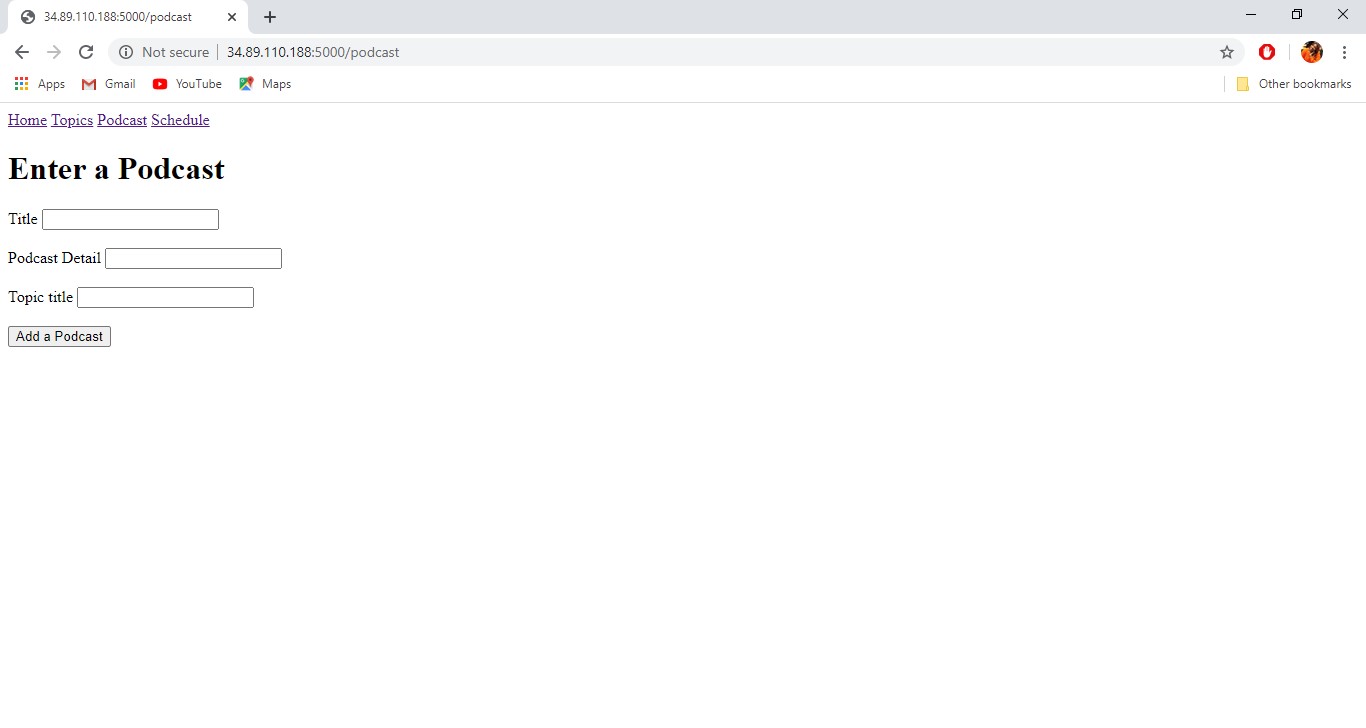 34.89.110.188:5000/podcast
Not secure 34.89.110.188:5000/podcast
Apps Gmail YouTube Maps Other bookmarks
Home Topics Podcast Schedule
Enter a Podcast
Title
Podcast Detail
Topic title
Add a Podcast